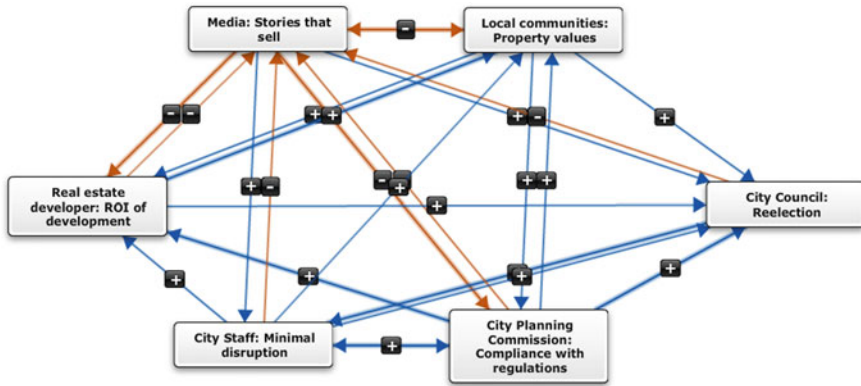 Media: Stories that
sell
Local communities:
Property values
-
- -
+ +
+ -
+
+ -
- +
+ +
Real estate
developer: ROI of
development
+
City Council:
Reelection
+
+
+
+
City Staff: Minimal
disruption
+
City Planning
Commission:
Compliance with
regulations